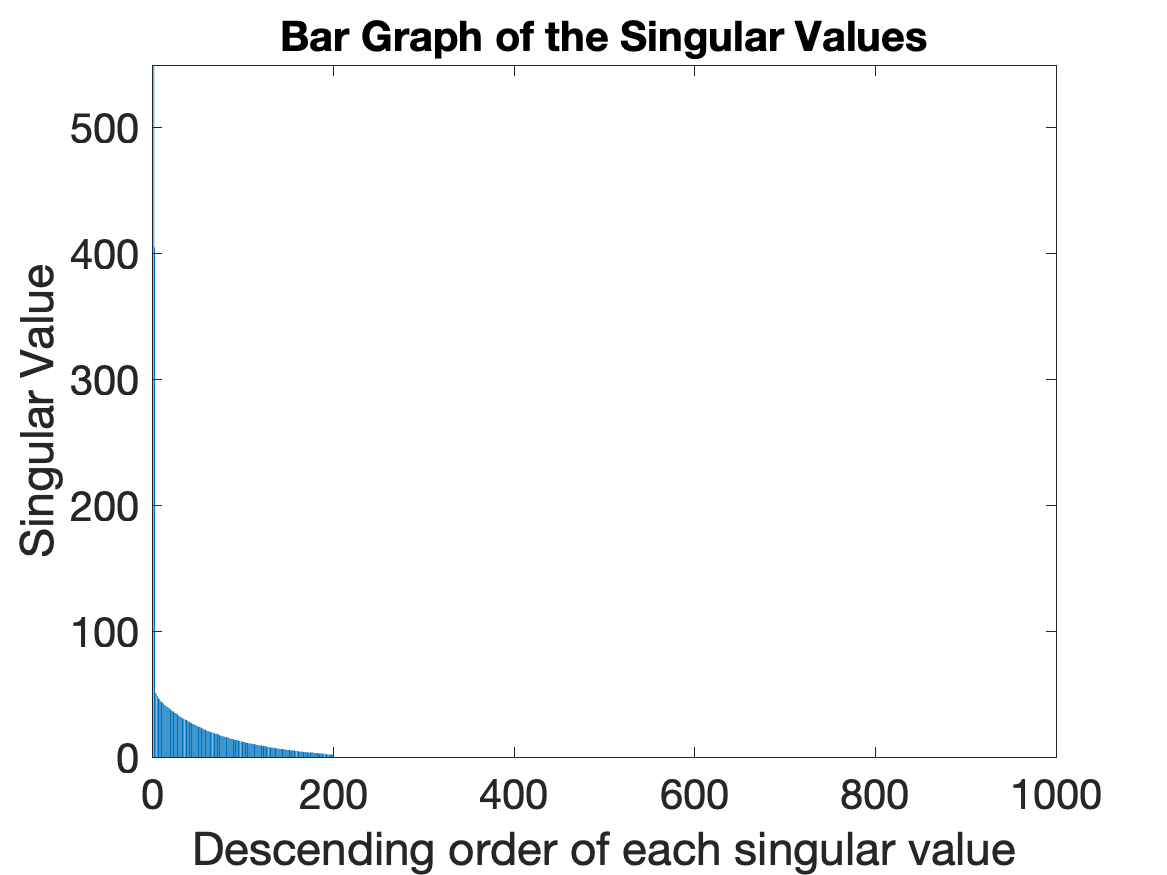 Bar Graph of the Singular Values
500
400
300
200
100
0
Singular Value
0 200 400 600 800 1000
Descending order of each singular value